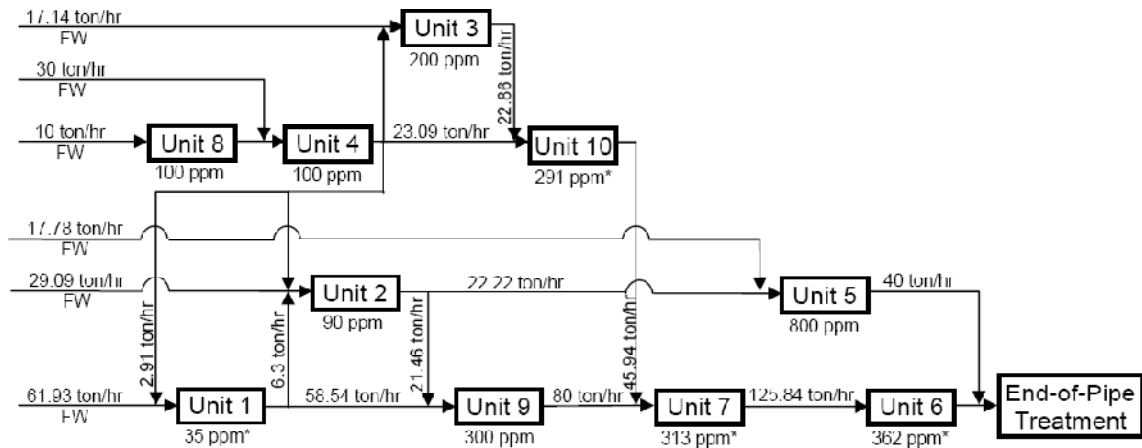 17.14 ton/hr
FW
Unit 3
200 ppm
22.86 ton/hr
30 ton/hr
FW
10 ton/hr
FW
Unit 8
100 ppm
Unit 4
100 ppm
23.09 ton/hr
Unit 10
291 ppm*
17.78 ton/hr
FW
29.09 ton/hr
FW
Unit 2
90 ppm
22.22 ton/hr
Unit 5
800 ppm
40 ton/hr
2.91 ton/hr
6.3 ton/hr
21.46 ton/hr
45.94 ton/hr
61.93 ton/hr
FW
Unit 1
35 ppm*
58.54 ton/hr
Unit 9
300 ppm
80 ton/hr
Unit 7
313 ppm*
125.84 ton/hr
Unit 6
362 ppm*
End-of-Pipe
Treatment